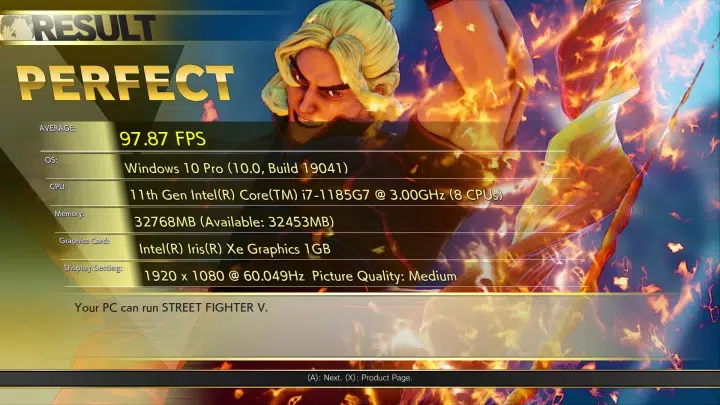 RESULT
PERFECT
AVERAGE: 97.87 FPS
OS: Windows 10 Pro (10.0, Build 19041)
CPU: 11th Gen Intel(R) Core(TM) i7-1185G7 @ 3.00GHz (8 CPUs)
Memory: 32768MB (Available: 32453MB)
Graphics Card: Intel(R) Iris(R) Xe Graphics 1GB
Display Setting: 1920 x 1080 @ 60.049Hz Picture Quality: Medium
Your PC can run STREET FIGHTER V.
(A): Next. (X): Product Page.